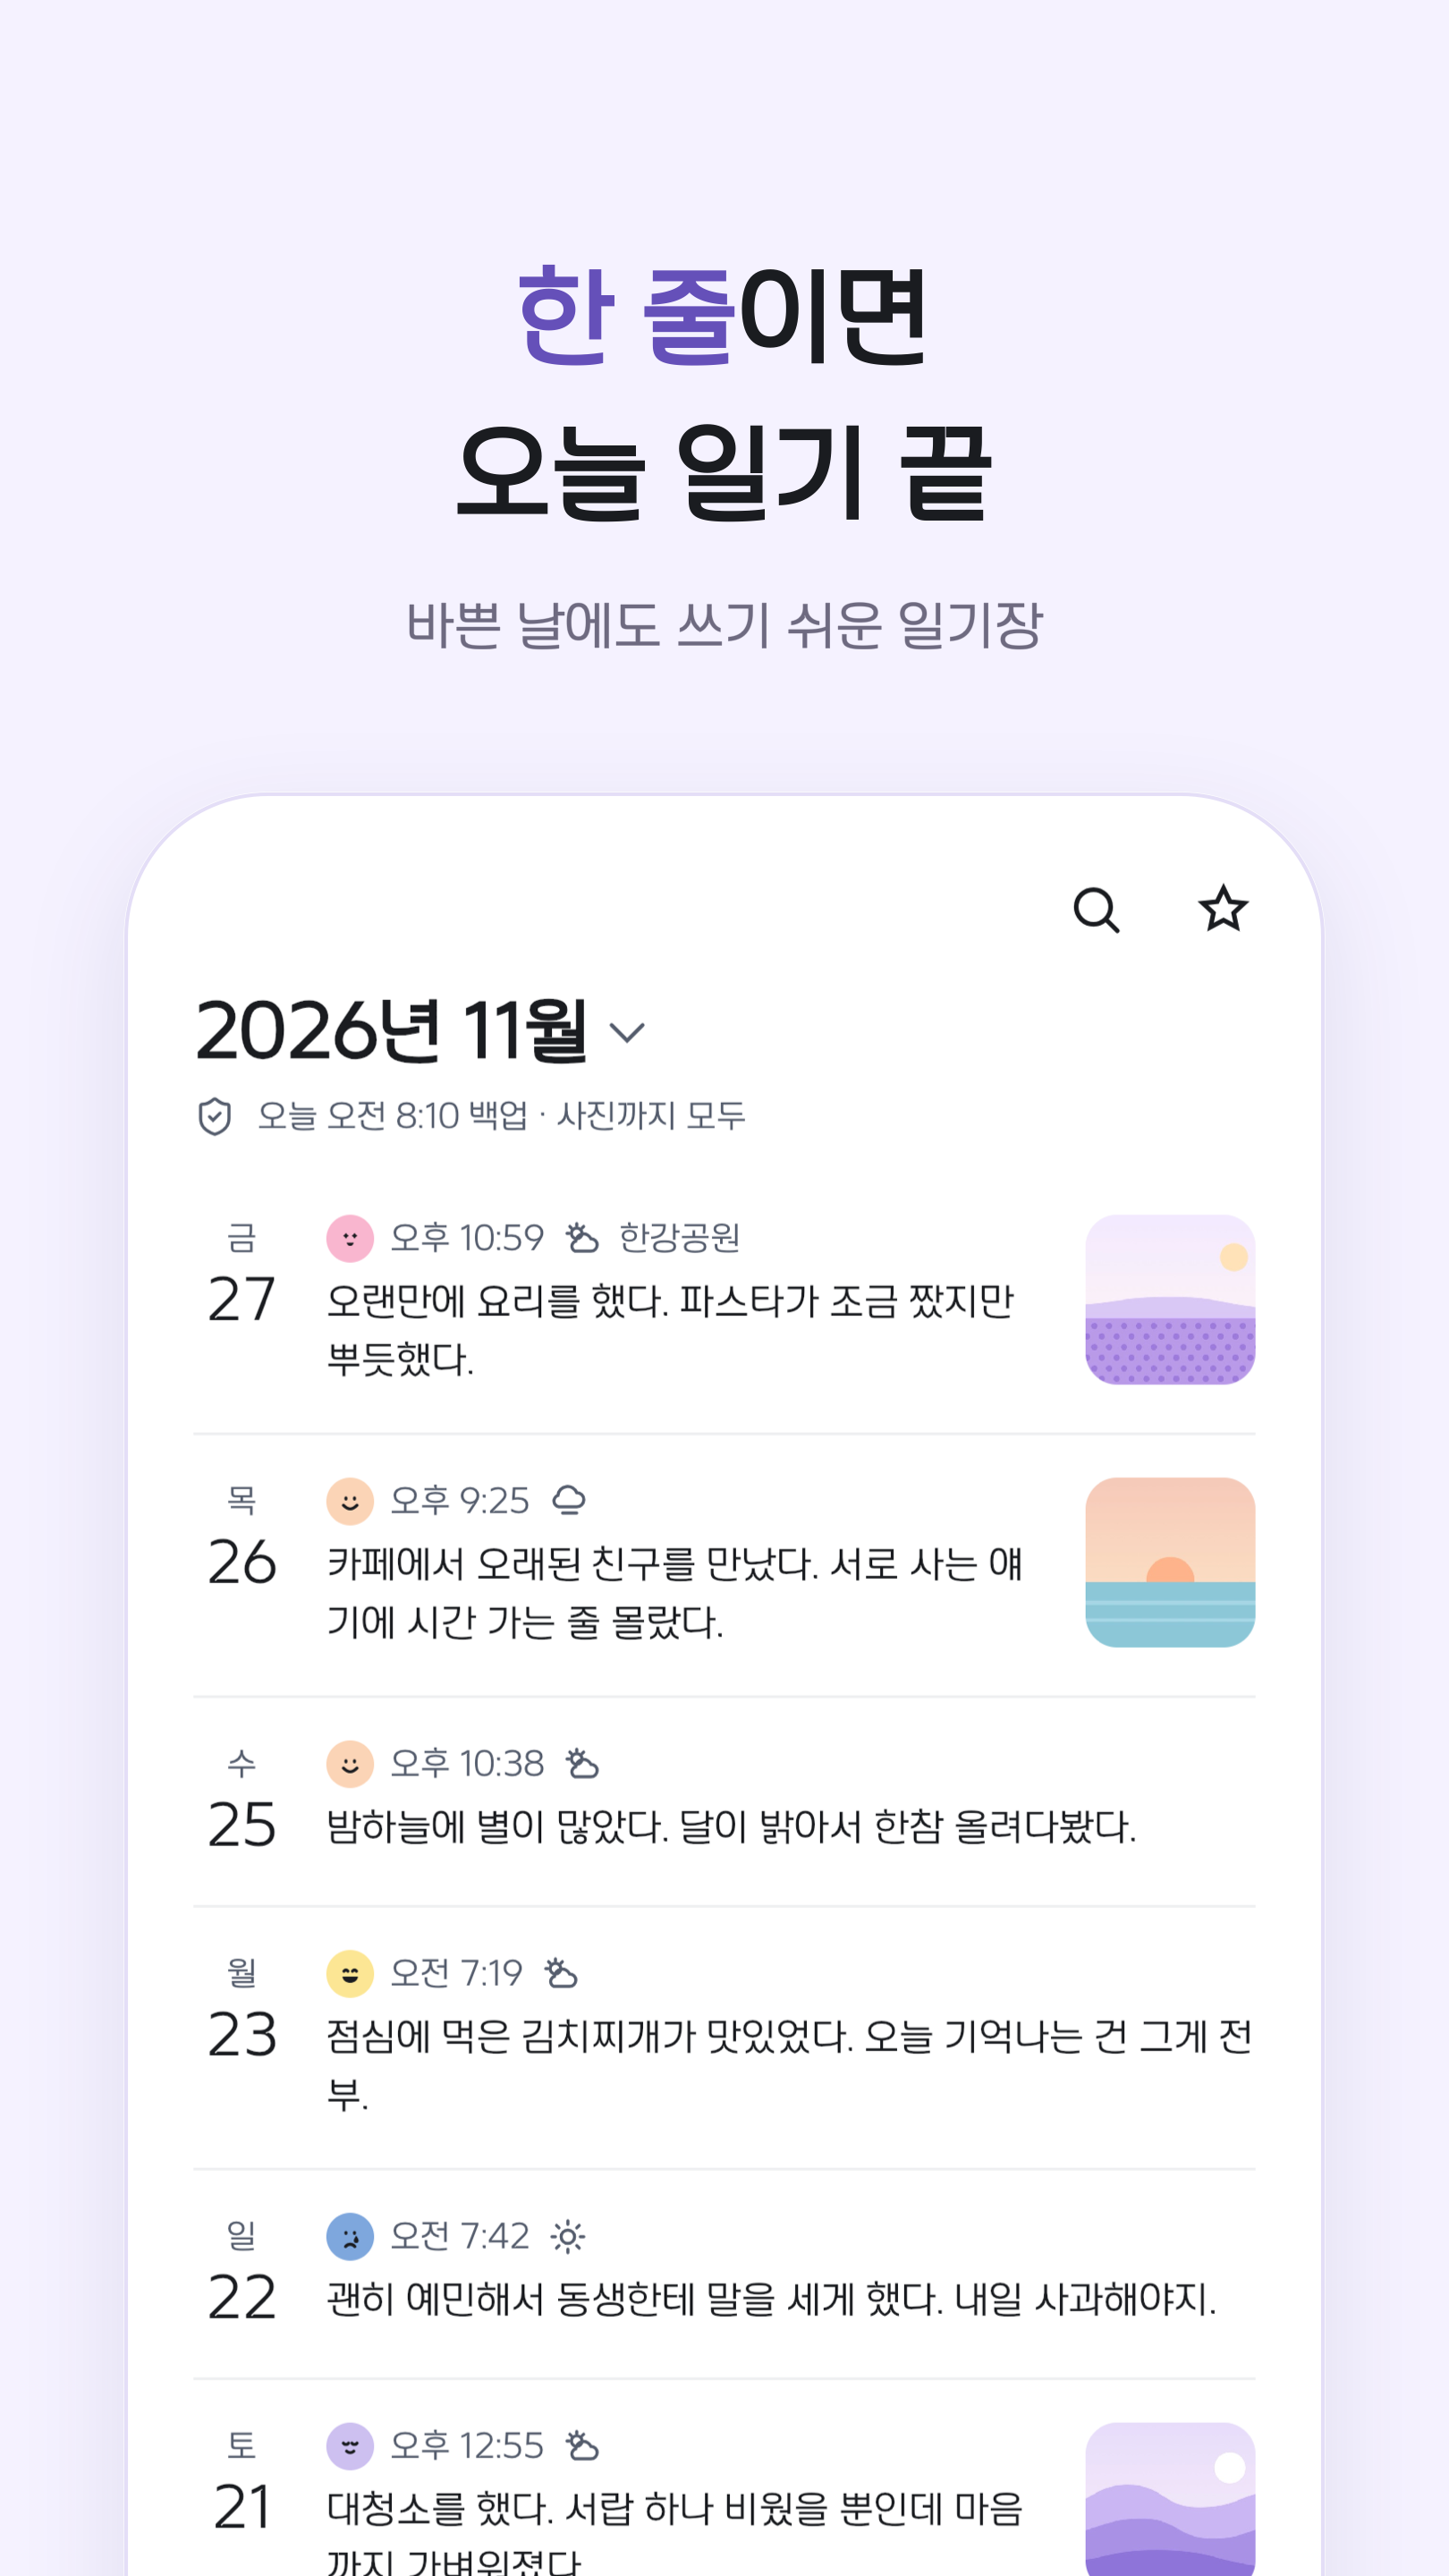 한 줄이면
오늘 일기 끝
바쁜 날에도 쓰기 쉬운 일기장
2026년 11월
오늘 오전 8:10 백업 · 사진까지 모두
금
27
오후 10:59 한강공원
오랜만에 요리를 했다. 파스타가 조금 짰지만
뿌듯했다.
목
26
오후 9:25
카페에서 오래된 친구를 만났다. 서로 사는 얘
기에 시간 가는 줄 몰랐다.
수
25
오후 10:38
밤하늘에 별이 많았다. 달이 밝아서 한참 올려다봤다.
월
23
오전 7:19
점심에 먹은 김치찌개가 맛있었다. 오늘 기억나는 건 그게 전
부.
일
22
오전 7:42
괜히 예민해서 동생한테 말을 세게 했다. 내일 사과해야지.
토
21
오후 12:55
대청소를 했다. 서랍 하나 비웠을 뿐인데 마음
까지 가벼워졌다